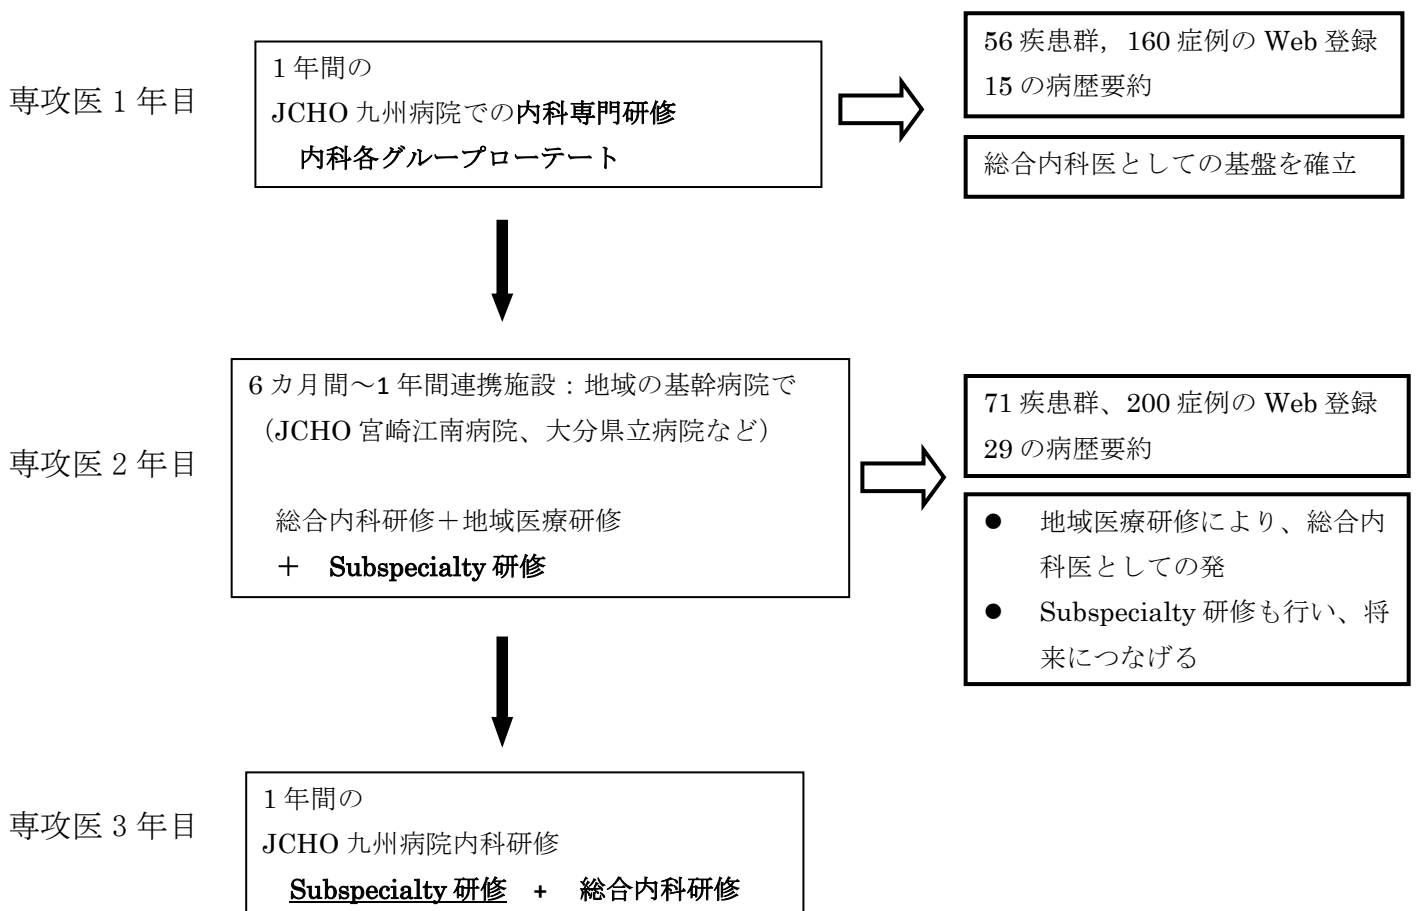 専攻医 1 年目
1 年間の
JCHO 九州病院での内科専門研修
内科各グループローテート
56 疾患群，160 症例の Web 登録
15 の病歴要約
総合内科医としての基盤を確立
専攻医 2 年目
6 カ月間～1 年間連携施設：地域の基幹病院で
（JCHO 宮崎江南病院、大分県立病院など）
総合内科研修＋地域医療研修
＋ Subspecialty 研修
71 疾患群、200 症例の Web 登録
29 の病歴要約
● 地域医療研修により、総合内
科医としての発
● Subspecialty 研修も行い、将
来につなげる
専攻医 3 年目
1 年間の
JCHO 九州病院内科研修
Subspecialty 研修 + 総合内科研修